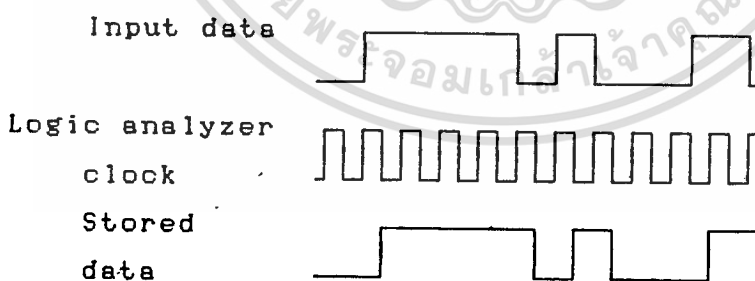 Input data
Logic analyzer
clock
Stored
data